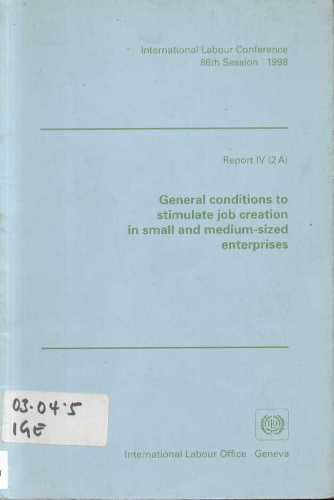 International Labour Conference
86th Session 1998
Report IV (2A)
General conditions to
stimulate job creation
in small and medium-sized
enterprises
03.04.5
IGE
International Labour Office Geneva